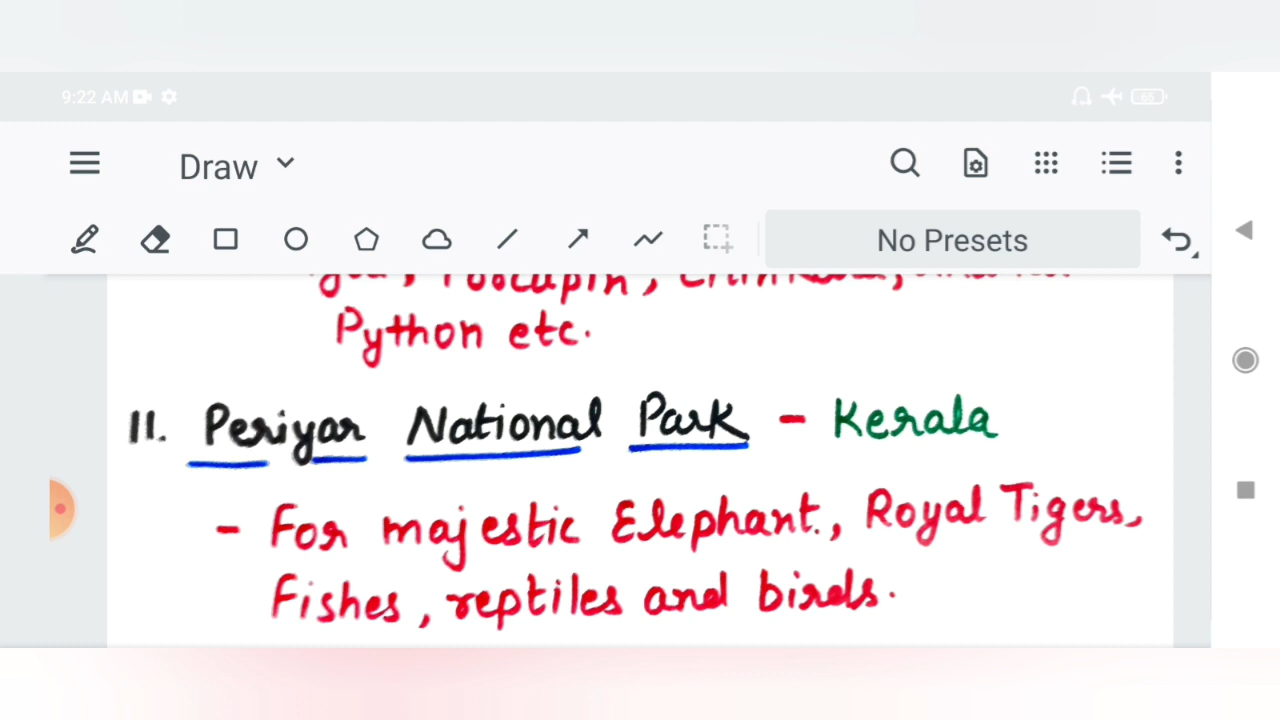 9:22 AM
65
Draw
No Presets
Python etc.
11. Periyar National Park - Kerala
- For majestic Elephant, Royal Tigers,
Fishes, reptiles and birds.